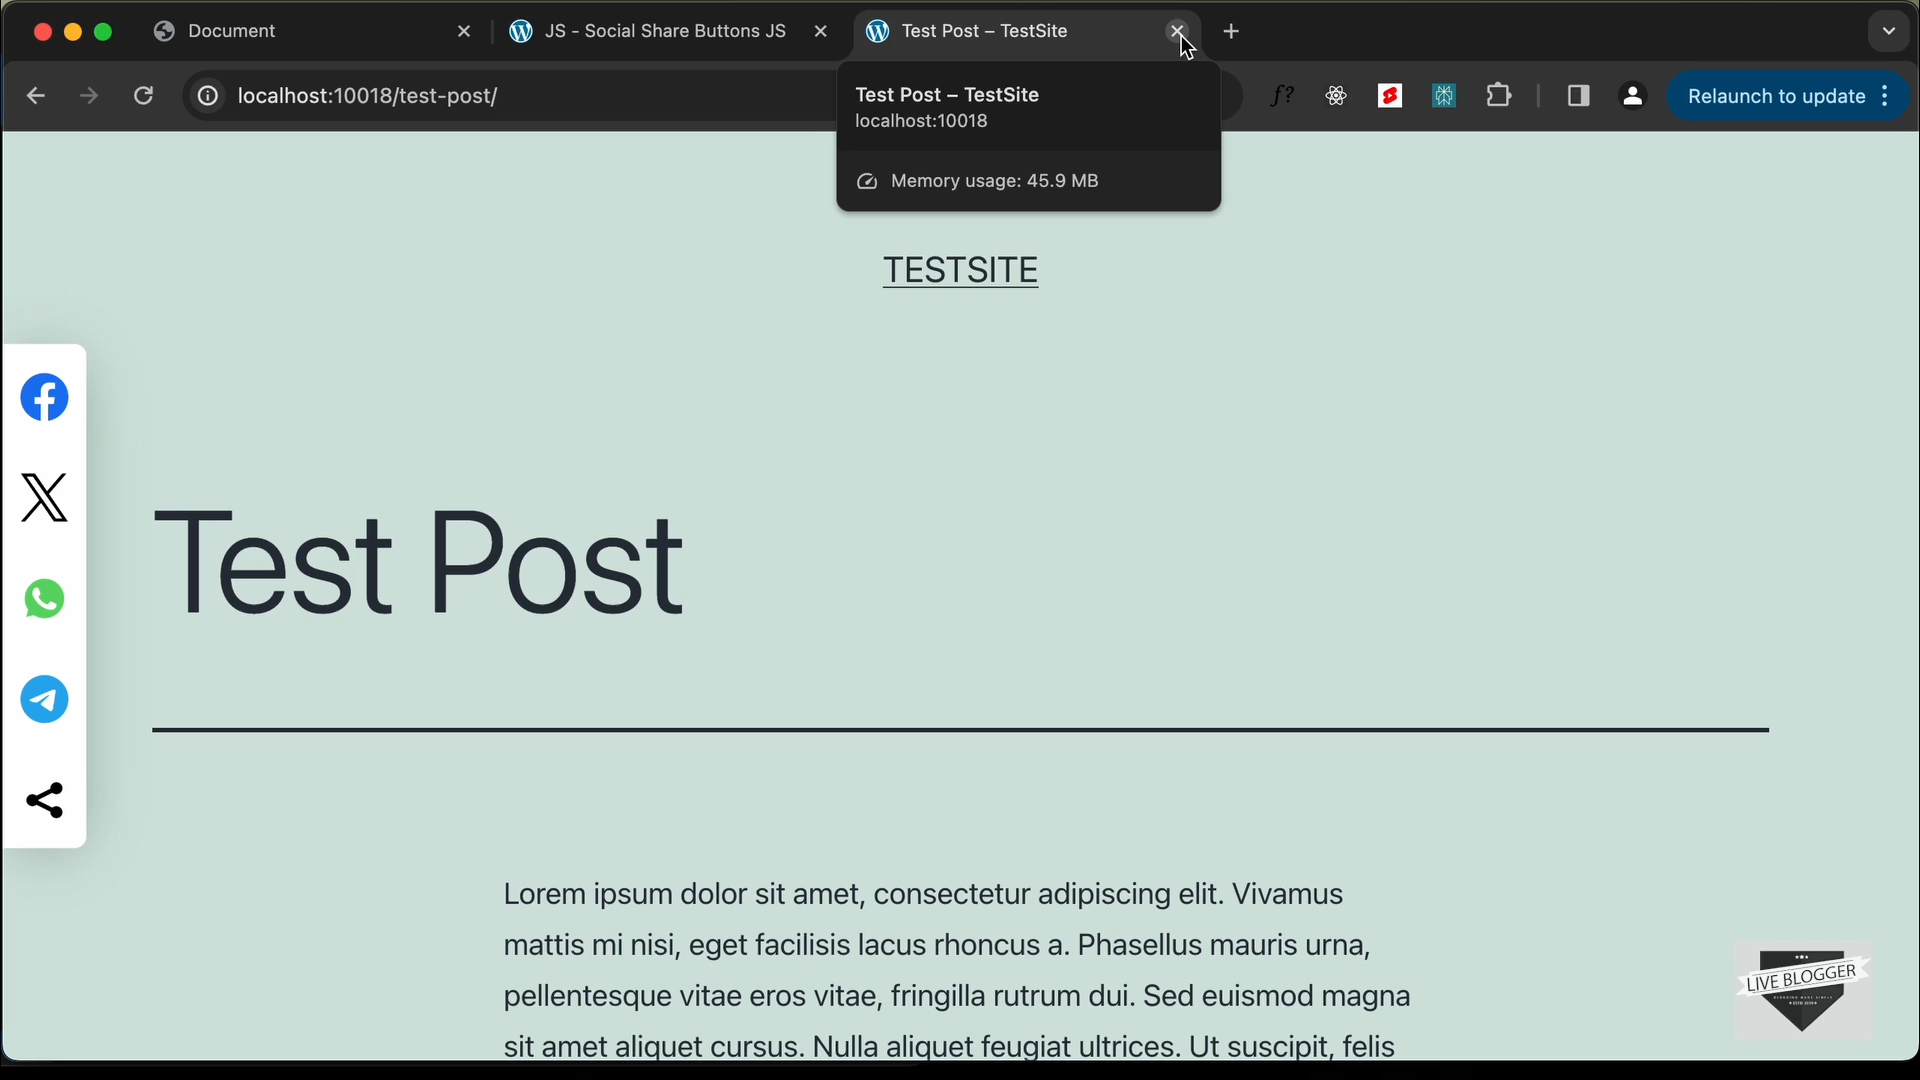 Document
JS - Social Share Buttons JS
Test Post – TestSite
localhost:10018/test-post/
f?
Relaunch to update
Test Post – TestSite
localhost:10018
Memory usage: 45.9 MB
TESTSITE
Test Post
Lorem ipsum dolor sit amet, consectetur adipiscing elit. Vivamus
mattis mi nisi, eget facilisis lacus rhoncus a. Phasellus mauris urna,
pellentesque vitae eros vitae, fringilla rutrum dui. Sed euismod magna
sit amet aliquet cursus. Nulla aliquet feugiat ultrices. Ut suscipit, felis
LIVE BLOGGER